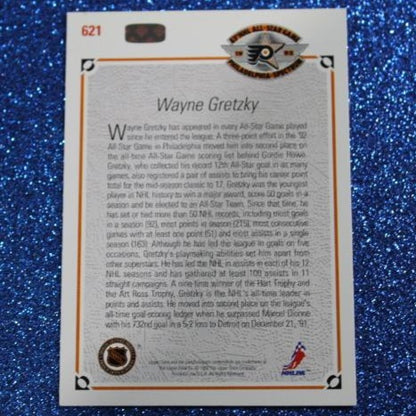 621
43rd NHL ALL-STAR GAME
PHILADELPHIA SPECTRUM
Wayne Gretzky
Wayne Gretzky has appeared in every All-Star Game played
since he entered the league. A three-point effort in the '92
All-Star Game in Philadelphia moved him into second place on
the all-time All-Star Game scoring list behind Gordie Howe.
Gretzky, who collected his record 12th All-Star goal in as many
games, also registered a pair of assists to bring his career point
total for the mid-season classic to 17. Gretzky was the youngest
player in NHL history to win a major award, score 50 goals in a
season and be elected to an All-Star Team. Since that time, he has
set or tied more than 50 NHL records, including most goals
in a season (92), most points in season (215), most consecutive
games with at least one point (51) and most assists in a single
season (163). Although he has led the league in goals on five
occasions, Gretzky's playmaking abilities set him apart from
other superstars. He has led the NHL in assists in each of his 12
NHL seasons and has gathered at least 100 assists in 11
straight campaigns. A nine-time winner of the Hart Trophy and
the Art Ross Trophy, Gretzky is the NHL's all-time leader in
points and assists. He moved into second place on the league's
all-time goal-scoring ledger when he surpassed Marcel Dionne
with his 732nd goal in a 5-2 loss to Detroit on December 21, '91.
NHLPA